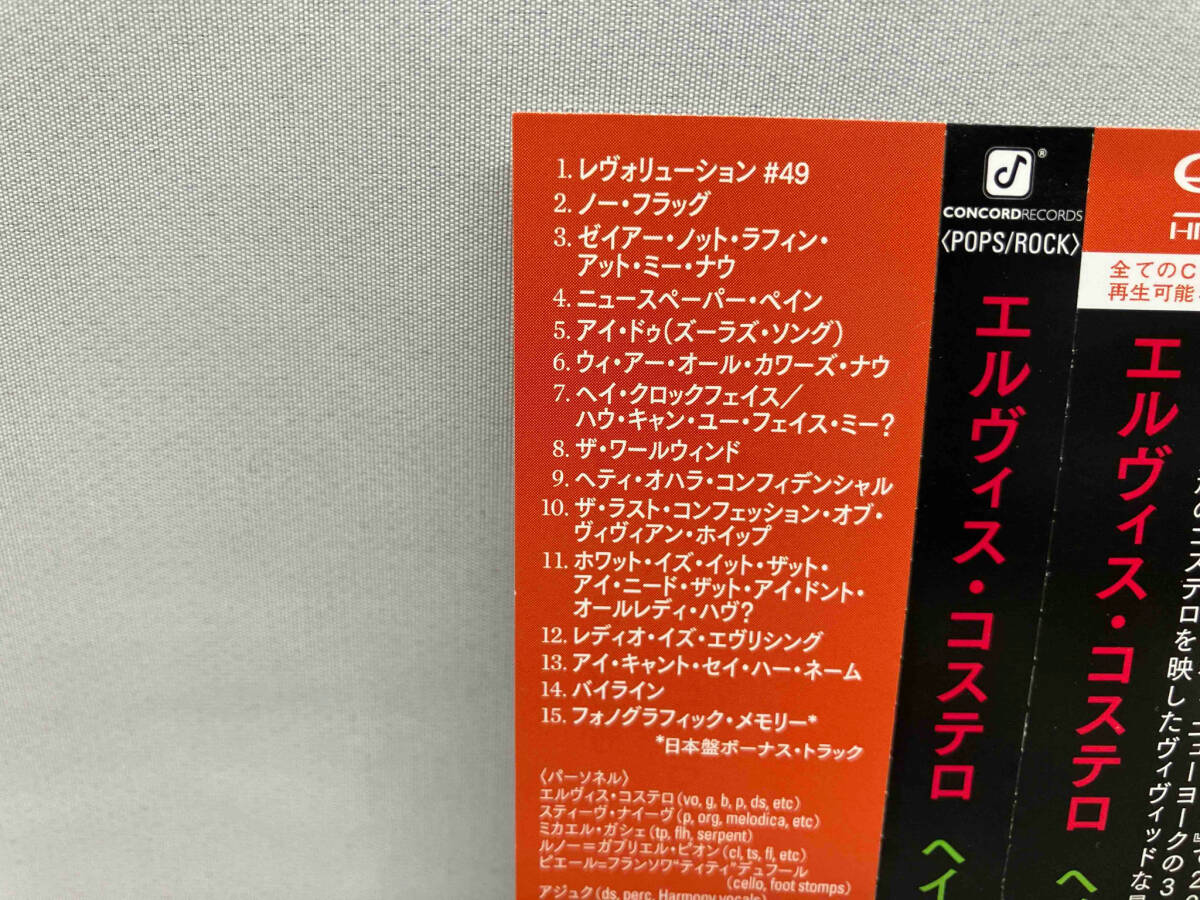 1. レヴォリューション #49
2. ノー・フラッグ
3. ゼイアー・ノット・ラフィン・
アット・ミー・ナウ
4. ニュースペーパー・ペイン
5. アイ・ドゥ(ズーラズ・ソング)
6. ウィ・アー・オール・カワーズ・ナウ
7. ヘイ・クロックフェイス/
ハウ・キャン・ユー・フェイス・ミー?
8. ザ・ワールウィンド
9. ヘティ・オハラ・コンフィデンシャル
10. ザ・ラスト・コンフェッション・オブ・
ヴィヴィアン・ホイップ
11. ホワット・イズ・イット・ザット・
アイ・ニード・ザット・アイ・ドント・
オールレディ・ハヴ?
12. レディオ・イズ・エヴリシング
13. アイ・キャント・セイ・ハー・ネーム
14. バイライン
15. フォノグラフィック・メモリー*
*日本盤ボーナス・トラック
〈パーソネル〉
エルヴィス・コステロ (vo, g, b, p, ds, etc)
スティーヴ・ナイーヴ (p, org, melodica, etc)
ミカエル・ガシェ (tp, flh, serpent)
ルノー=ガブリエル・ピオン (cl, ts, fl, etc)
ピエール=フランソワ"ティティ"デュフール
(cello, foot stomps)
アジュク (ds, perc, Harmony vocals)
®
CONCORDRECORDS
〈POPS/ROCK〉
エルヴィス・コステロ ヘイ
全てのC
再生可能
エルヴィス・コステロ ヘ
コステロを映したヴィヴィッドな
ニューヨークの3